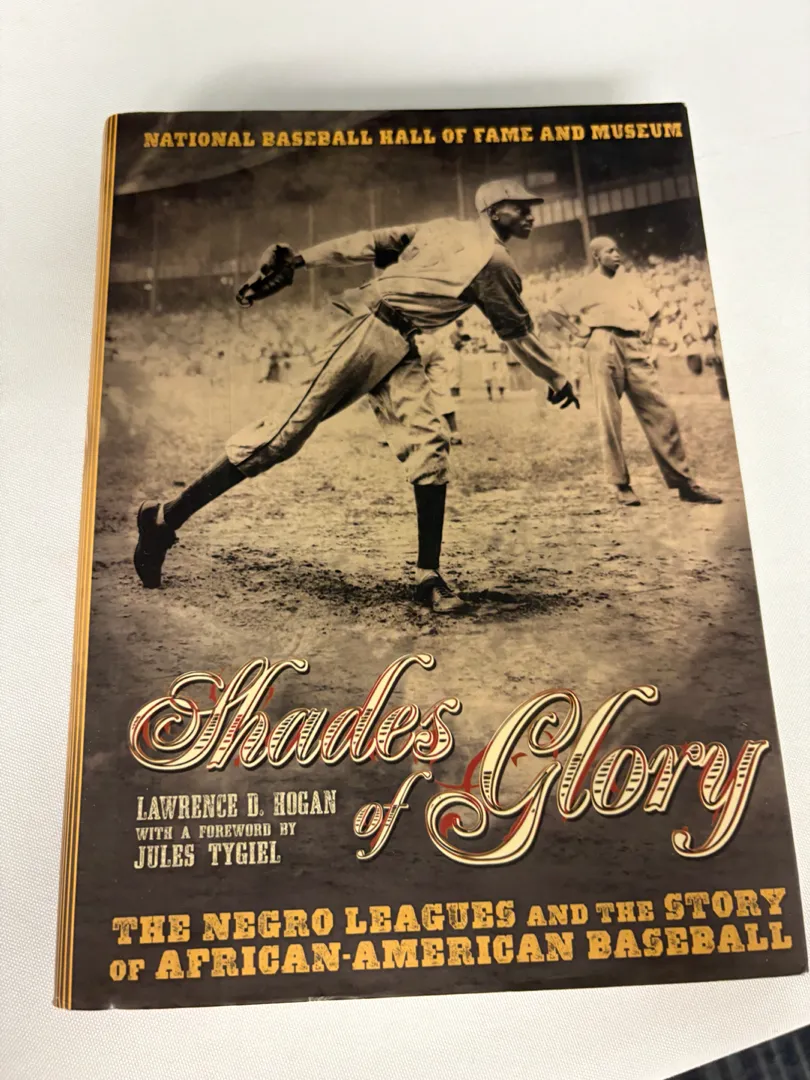 NATIONAL BASEBALL HALL OF FAME AND MUSEUM
Shades
of Glory
LAWRENCE D. HOGAN
WITH A FOREWORD BY
JULES TYGIEL
THE NEGRO LEAGUES AND THE STORY
OF AFRICAN-AMERICAN BASEBALL